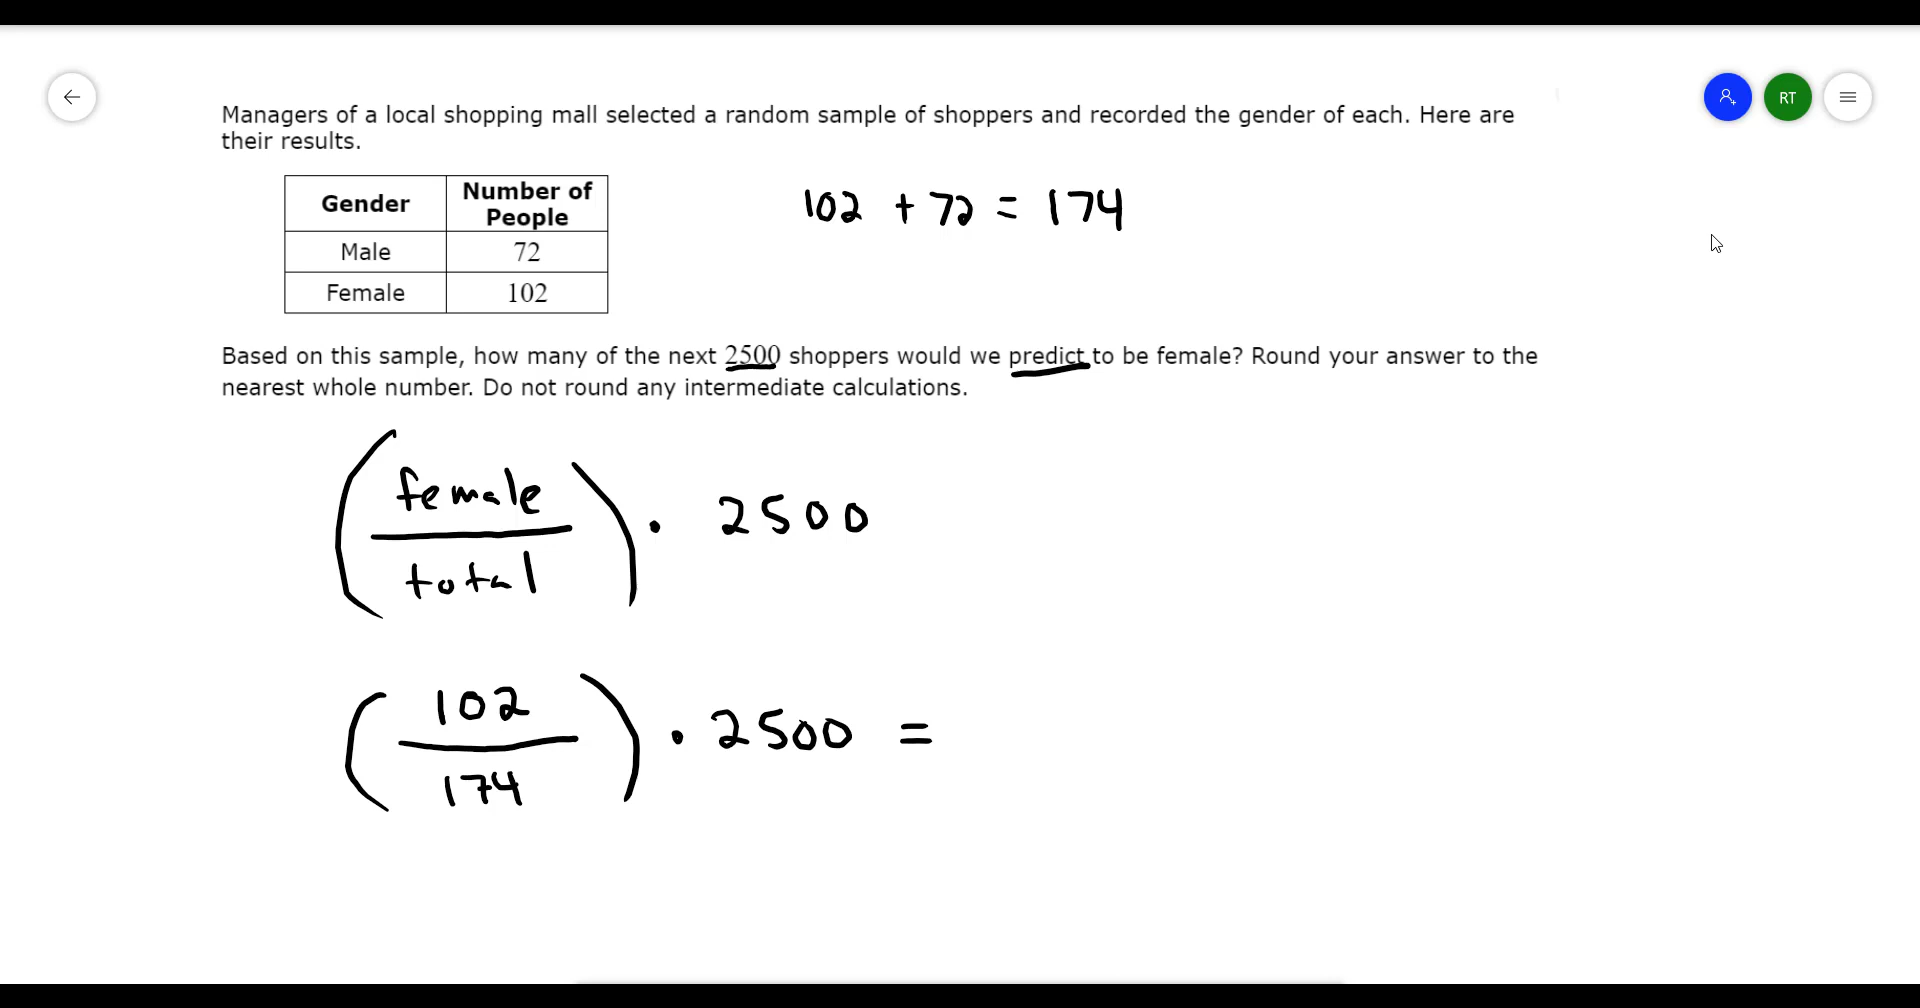 RT
Managers of a local shopping mall selected a random sample of shoppers and recorded the gender of each. Here are
their results.
Gender Number of People
Male 72
Female 102
102 + 72 = 174
Based on this sample, how many of the next 2500 shoppers would we predict to be female? Round your answer to the
nearest whole number. Do not round any intermediate calculations.
(female / total) · 2500
(102 / 174) · 2500 =